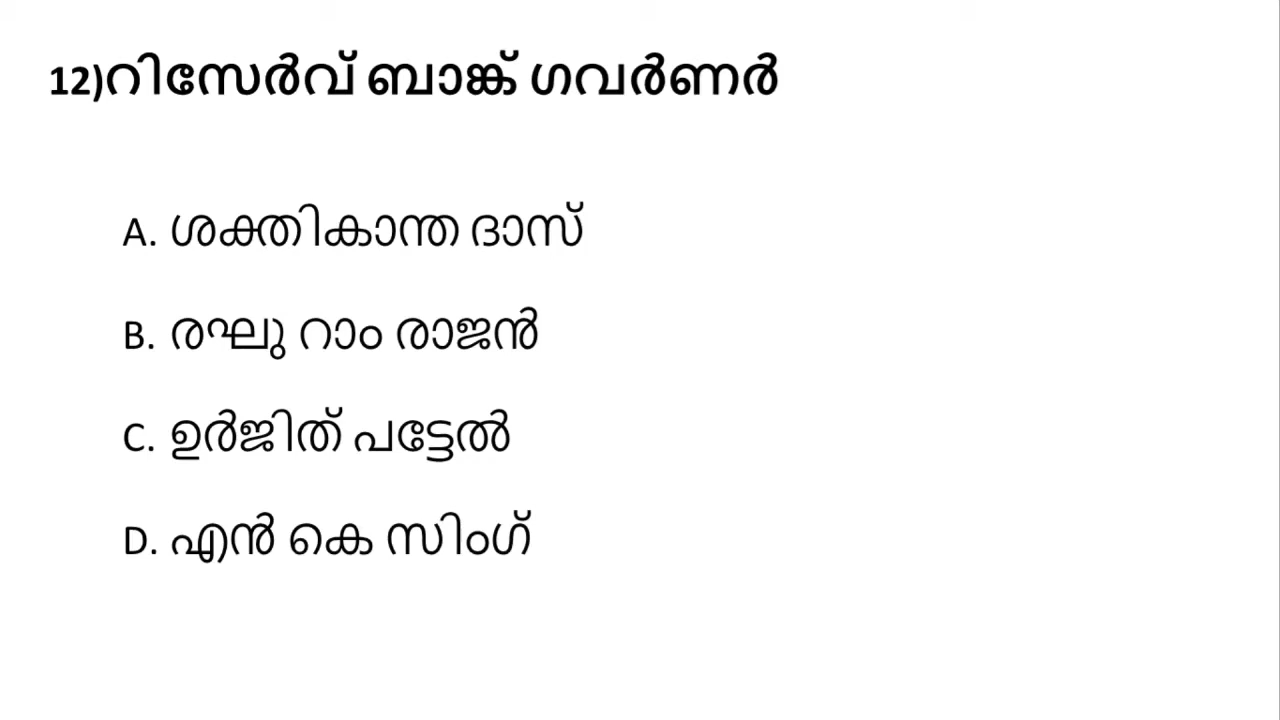 12)റിസേർവ് ബാങ്ക് ഗവർണർ
A. ശക്തികാന്ത ദാസ്
B. രഘു റാം രാജൻ
C. ഉർജിത് പട്ടേൽ
D. എൻ കെ സിംഗ്